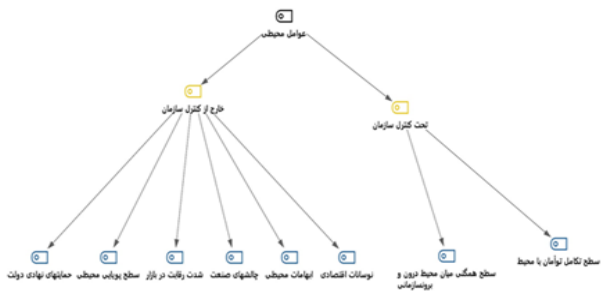 عوامل محیطی
خارج از کنترل سازمان
تحت کنترل سازمان
سطح تکامل توأمان با محیط
سطح همگنی میان محیط درون و
برونسازمانی
نوسانات اقتصادی
ابهامات محیطی
چالشهای صنعت
شدت رقابت در بازار
سطح پویایی محیطی
حمایتهای نهادی دولت